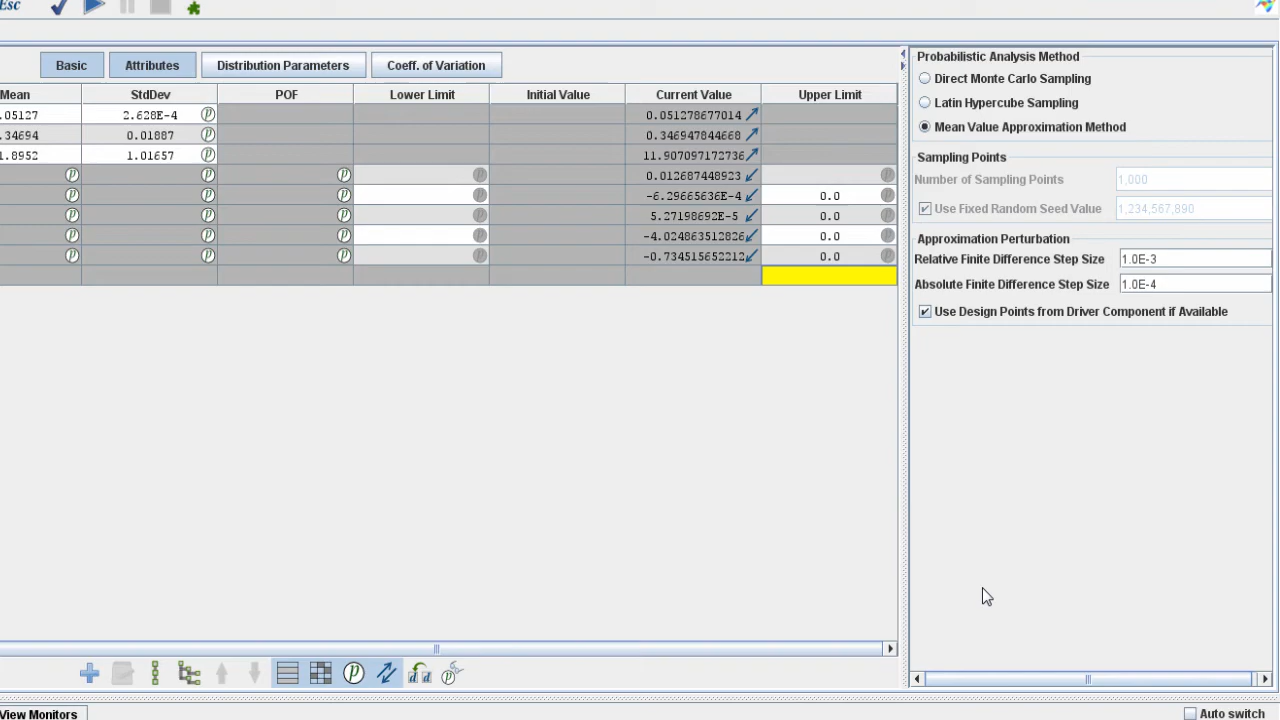 Esc
Basic Attributes Distribution Parameters Coeff. of Variation
Mean StdDev POF Lower Limit Initial Value Current Value Upper Limit
.05127 2.628E-4 p 0.051278677014
.34694 0.01887 p 0.346947844668
1.8952 1.01657 p 11.907097172736
p p p p 0.012687448923 p
p p p p -6.29665636E-4 0.0 p
p p p p 5.27198692E-5 0.0 p
p p p p -4.024863512826 0.0 p
p p p p -0.734515652212 0.0 p
p a a p
View Monitors
Probabilistic Analysis Method
Direct Monte Carlo Sampling
Latin Hypercube Sampling
Mean Value Approximation Method
Sampling Points
Number of Sampling Points 1,000
Use Fixed Random Seed Value 1,234,567,890
Approximation Perturbation
Relative Finite Difference Step Size 1.0E-3
Absolute Finite Difference Step Size 1.0E-4
Use Design Points from Driver Component if Available
Auto switch